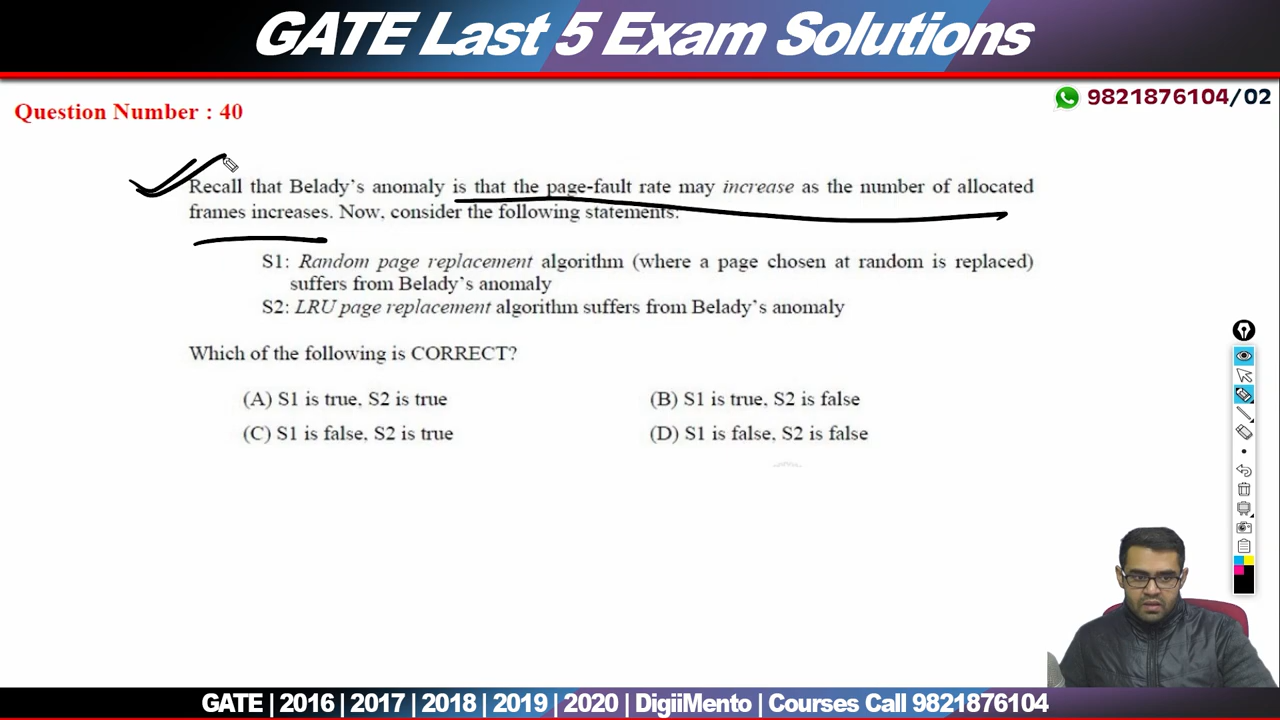 GATE Last 5 Exam Solutions
Question Number : 40
9821876104/02
Recall that Belady's anomaly is that the page-fault rate may increase as the number of allocated
frames increases. Now, consider the following statements:
S1: Random page replacement algorithm (where a page chosen at random is replaced)
suffers from Belady's anomaly
S2: LRU page replacement algorithm suffers from Belady's anomaly
Which of the following is CORRECT?
(A) S1 is true, S2 is true
(B) S1 is true, S2 is false
(C) S1 is false, S2 is true
(D) S1 is false, S2 is false
GATE | 2016 | 2017 | 2018 | 2019 | 2020 | DigiiMento | Courses Call 9821876104